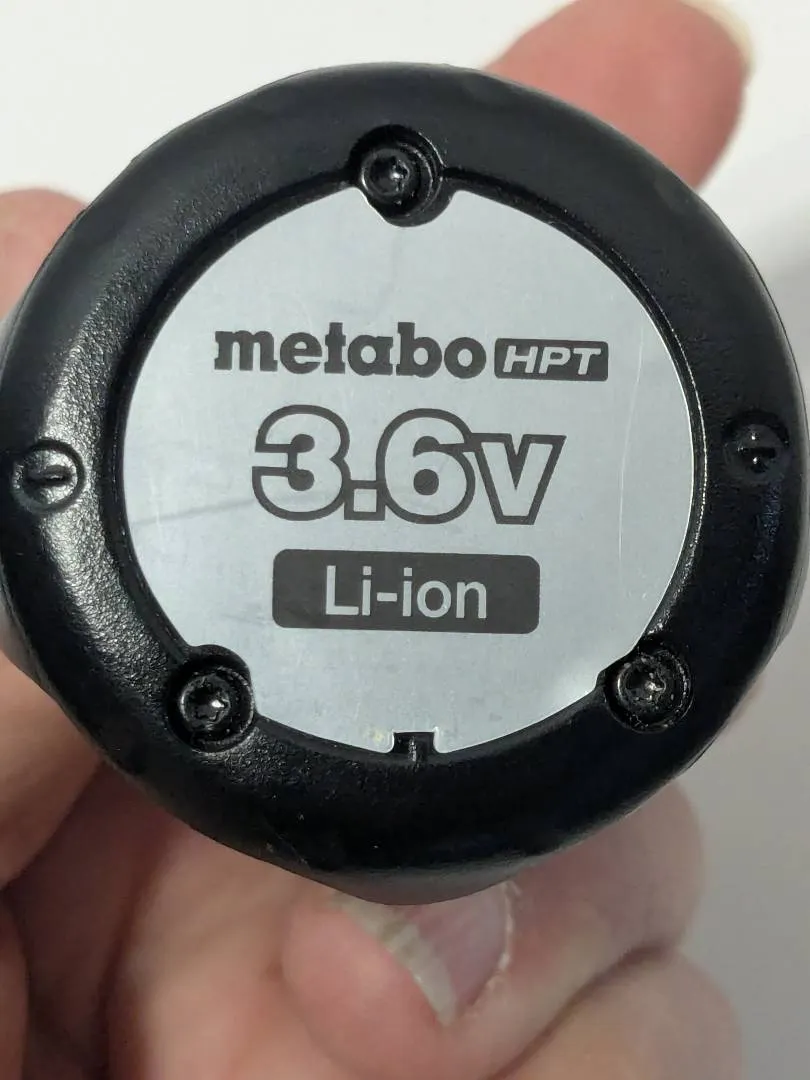 metabo HPT
3.6v
Li-ion